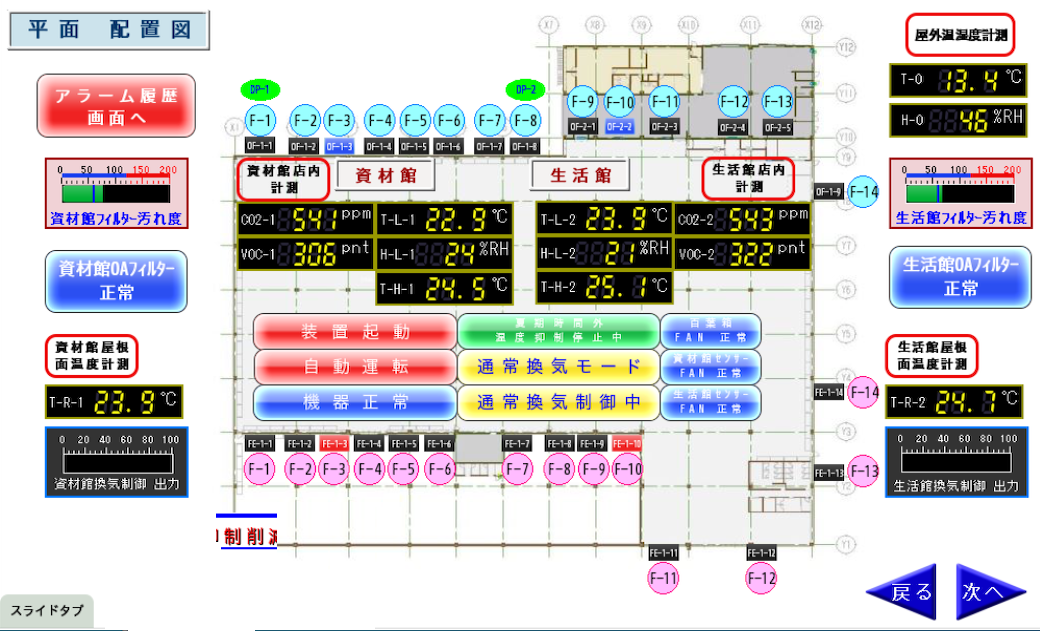 平面 配置図
X7 X8 X9 X10 X11 X12
屋外温湿度計測
Y12
アラーム履歴
画面へ
T-O 13.4 ℃
H-O 46 %RH
OP-1 OP-2
F-1 F-2 F-3 F-4 F-5 F-6 F-7 F-8 F-9 F-10 F-11 F-12 F-13
Y11
OF-2-1 OF-2-2 OF-2-3 OF-2-4 OF-2-5
X1
OF-1-1 OF-1-2 OF-1-3 OF-1-4 OF-1-5 OF-1-6 OF-1-7 OF-1-8
Y10
Y9
0 50 100 150 200
資材館フィルター汚れ度
資材館店内
計測
資材館
生活館
生活館店内
計測
OF-1-9 F-14
0 50 100 150 200
生活館フィルター汚れ度
CO2-1 541 ppm
T-L-1 22.9 ℃
T-L-2 23.9 ℃
CO2-2 543 ppm
VOC-1 306 pnt
H-L-1 24 %RH
H-L-2 21 %RH
VOC-2 322 pnt
Y7
資材館OAフィルター
正常
T-H-1 24.5 ℃
T-H-2 25.1 ℃
Y6
生活館OAフィルター
正常
装置起動
夏期時間外
温度抑制停止中
百葉箱
FAN 正常
Y5
資材館屋根
面温度計測
自動運転
通常換気モード
資材館センサー
FAN 正常
Y4
生活館屋根
面温度計測
T-R-1 23.9 ℃
機器正常
通常換気制御中
生活館センサー
FAN 正常
FE-1-14 F-14
T-R-2 24.7 ℃
Y3
0 20 40 60 80 100
資材館換気制御 出力
FE-1-1 FE-1-2 FE-1-3 FE-1-4 FE-1-5 FE-1-6 FE-1-7 FE-1-8 FE-1-9 FE-1-10
F-1 F-2 F-3 F-4 F-5 F-6 F-7 F-8 F-9 F-10
FE-1-13 F-13
Y2
0 20 40 60 80 100
生活館換気制御 出力
制削
Y1
FE-1-11 FE-1-12
F-11 F-12
戻る 次へ
スライドタブ